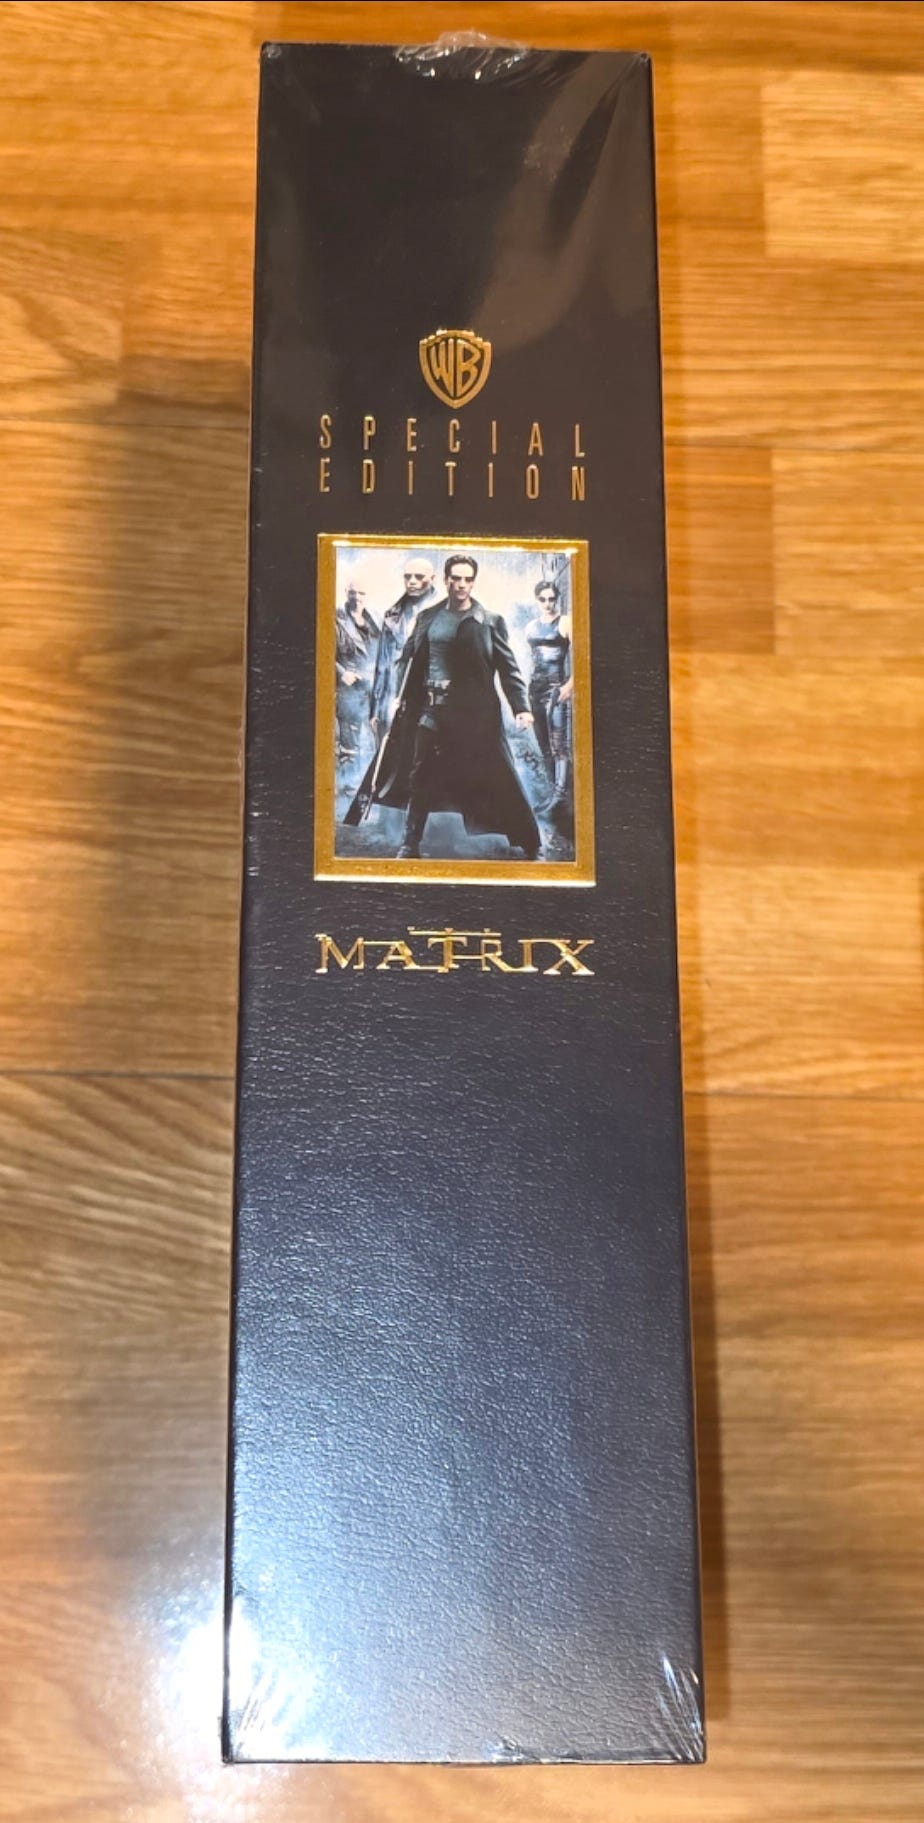 WB
SPECIAL
EDITION
MATRIX